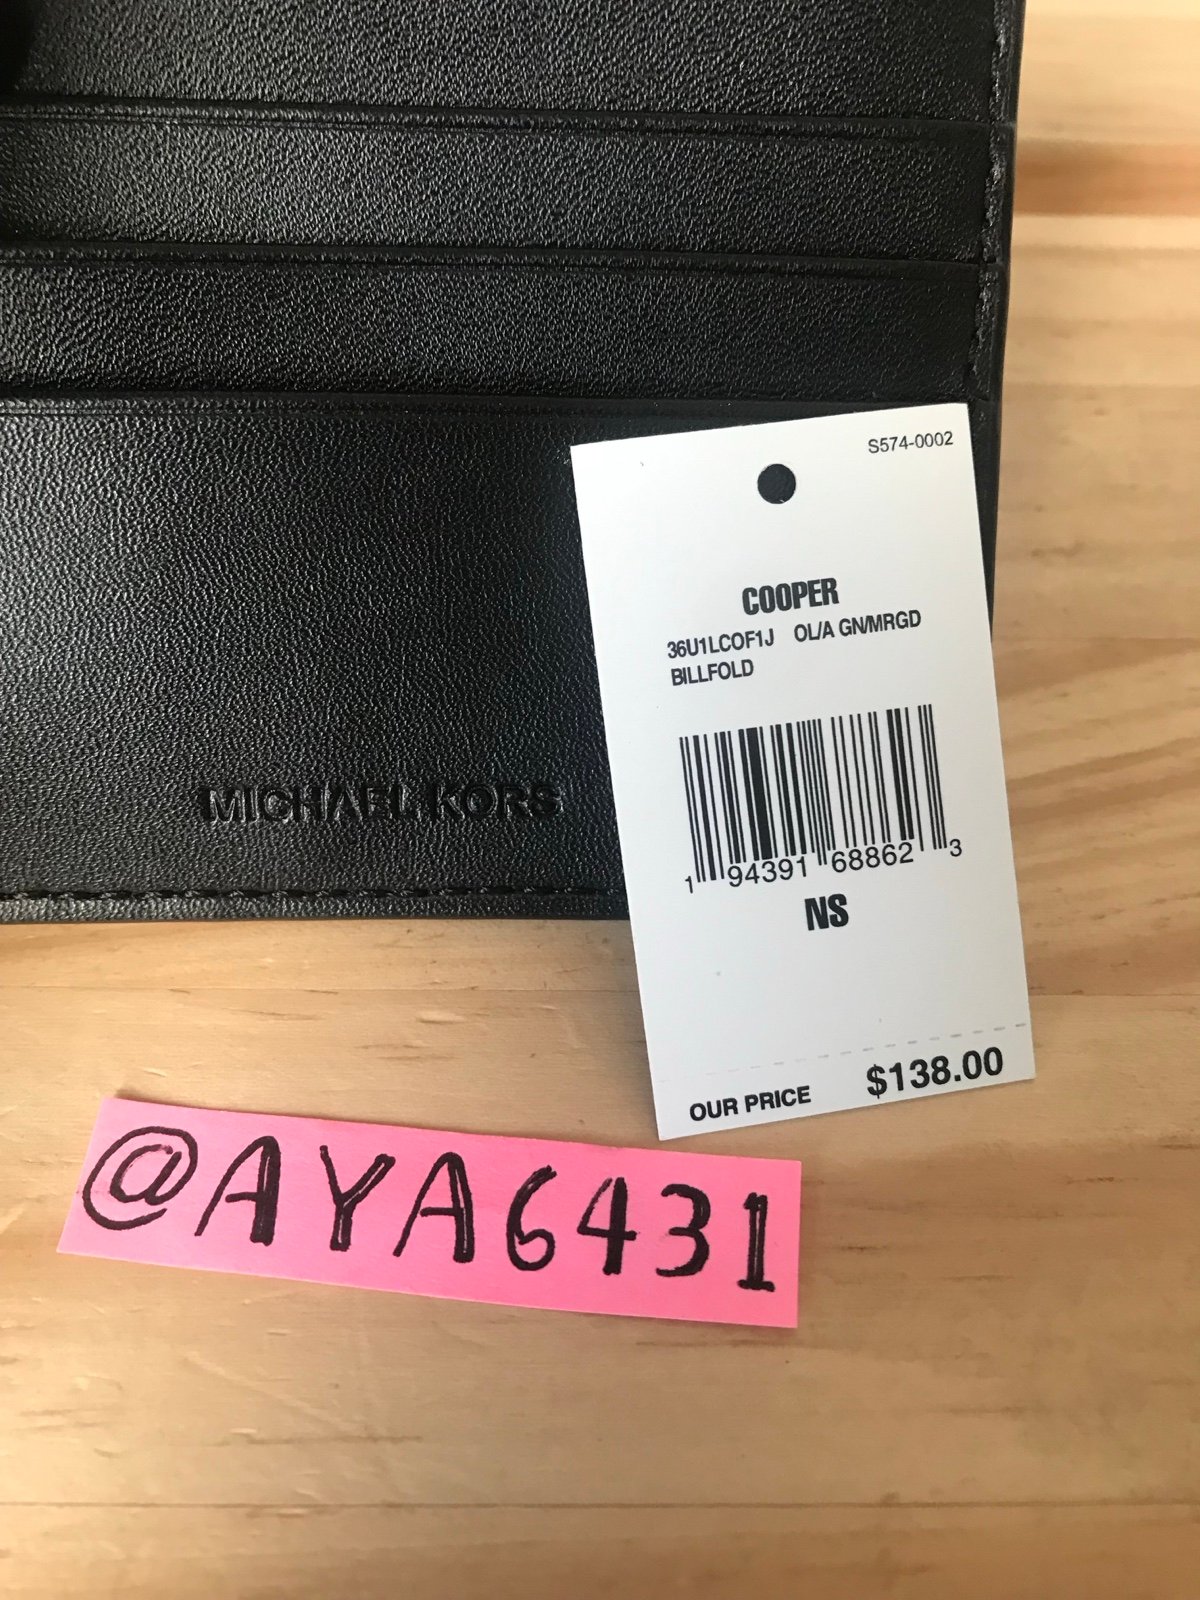 S574-0002
COOPER
36U1LCOF1J OL/A GN/MRGD
BILLFOLD
MICHAEL KORS
1 94391 68862 3
NS
OUR PRICE $138.00
@AYA6431